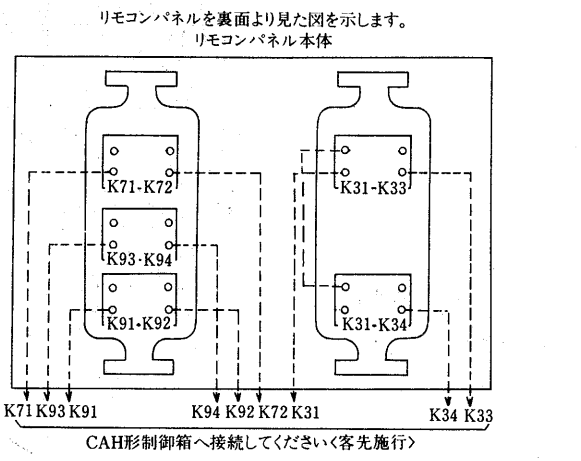 リモコンパネルを裏面より見た図を示します。
リモコンパネル本体
K71-K72
K31-K33
K93-K94
K91-K92
K31-K34
K71 K93 K91 K94 K92 K72 K31 K34 K33
CAH形制御箱へ接続してください〈客先施行〉